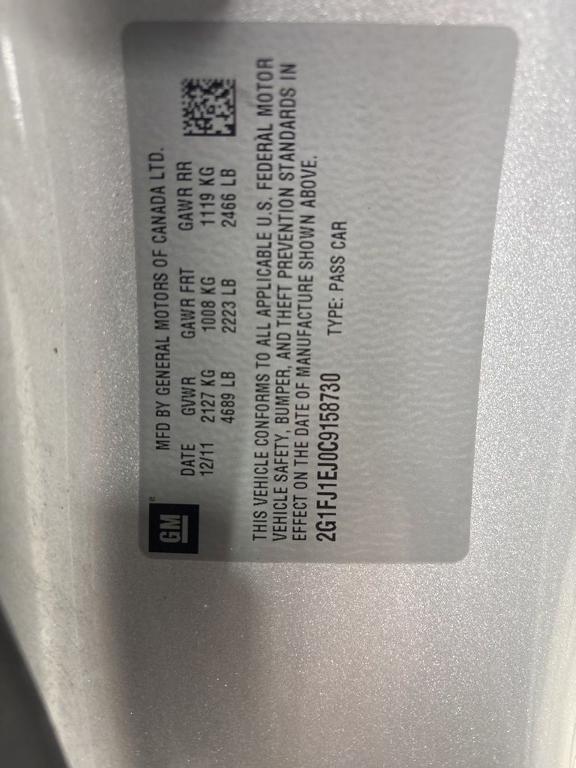 GM
MFD BY GENERAL MOTORS OF CANADA LTD.
DATE GVWR GAWR FRT GAWR RR
12/11 2127 KG 1008 KG 1119 KG
4689 LB 2223 LB 2466 LB
THIS VEHICLE CONFORMS TO ALL APPLICABLE U.S. FEDERAL MOTOR
VEHICLE SAFETY, BUMPER, AND THEFT PREVENTION STANDARDS IN
EFFECT ON THE DATE OF MANUFACTURE SHOWN ABOVE.
2G1FJ1EJ0C9158730 TYPE: PASS CAR